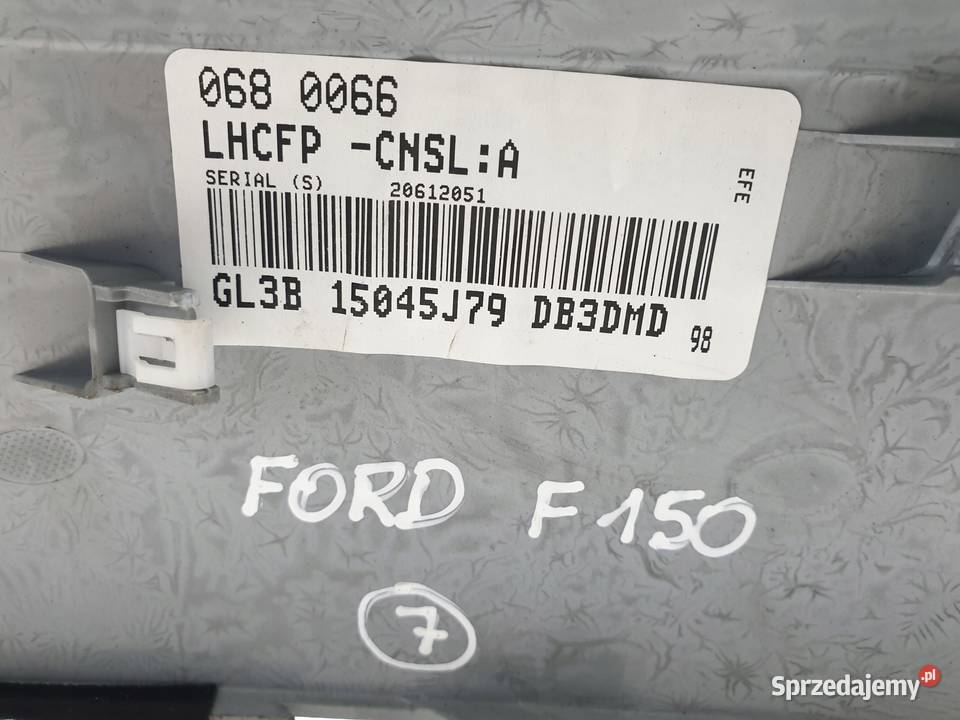 068 0066
LHCFP -CNSL:A
SERIAL (S) 20612051
EFE
GL3B 15045J79 DB3DMD 98
FORD F150
7
Sprzedajemy.pl